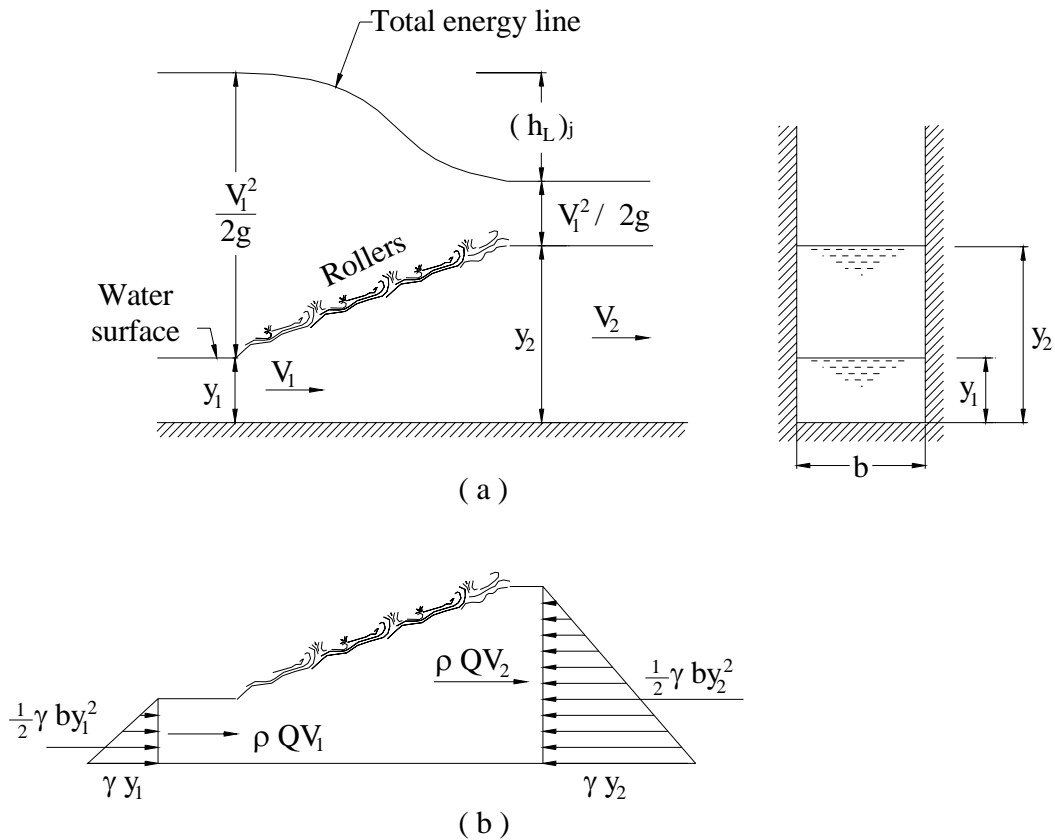 Total energy line
( h_L )_j
V_1^2 / 2g
V_1^2 / 2g
Rollers
Water
surface
V_2
y_2
V_1
y_1
y_2
y_1
b
( a )
ρ QV_2
1/2 γ by_2^2
1/2 γ by_1^2
ρ QV_1
γ y_1
γ y_2
( b )